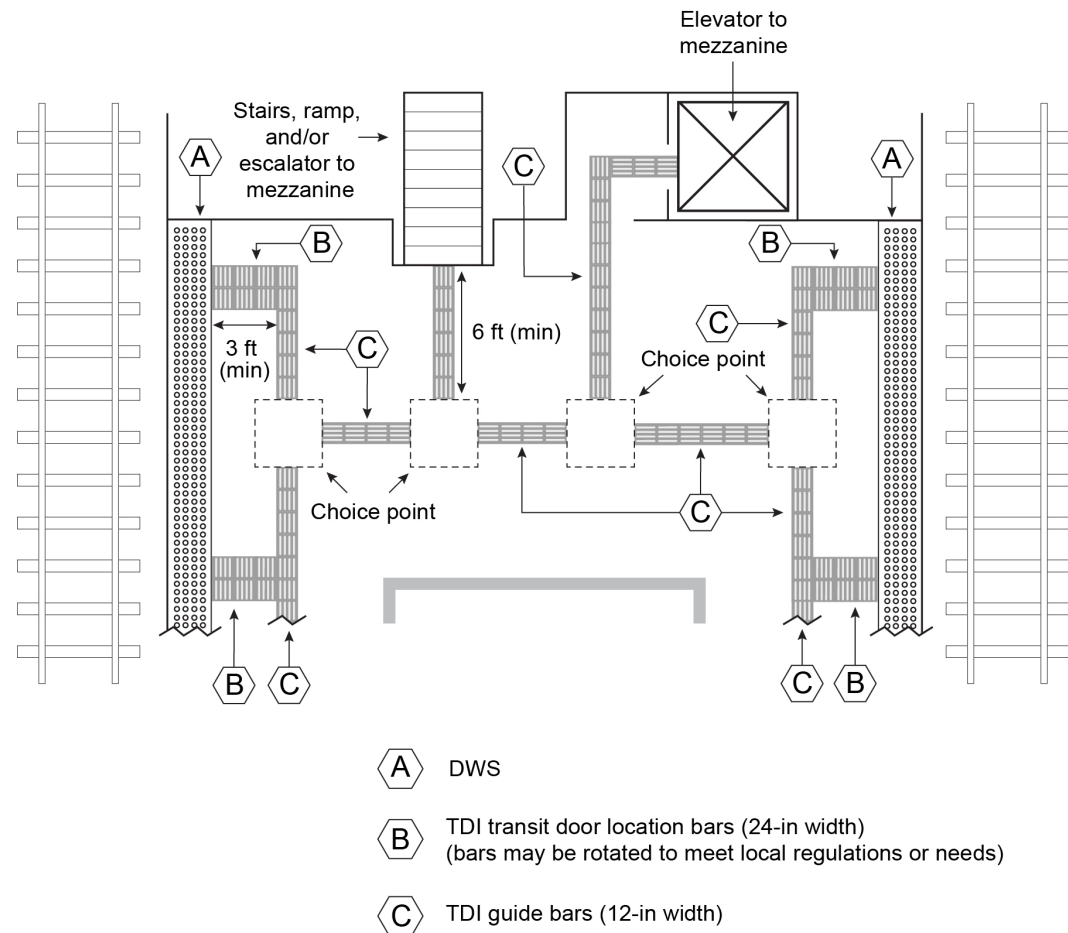 Elevator to
mezzanine
Stairs, ramp,
and/or
escalator to
mezzanine
A
C
A
B
B
6 ft (min)
C
3 ft
(min)
C
Choice point
Choice point
C
B
C
C
B
A DWS
B TDI transit door location bars (24-in width)
(bars may be rotated to meet local regulations or needs)
C TDI guide bars (12-in width)